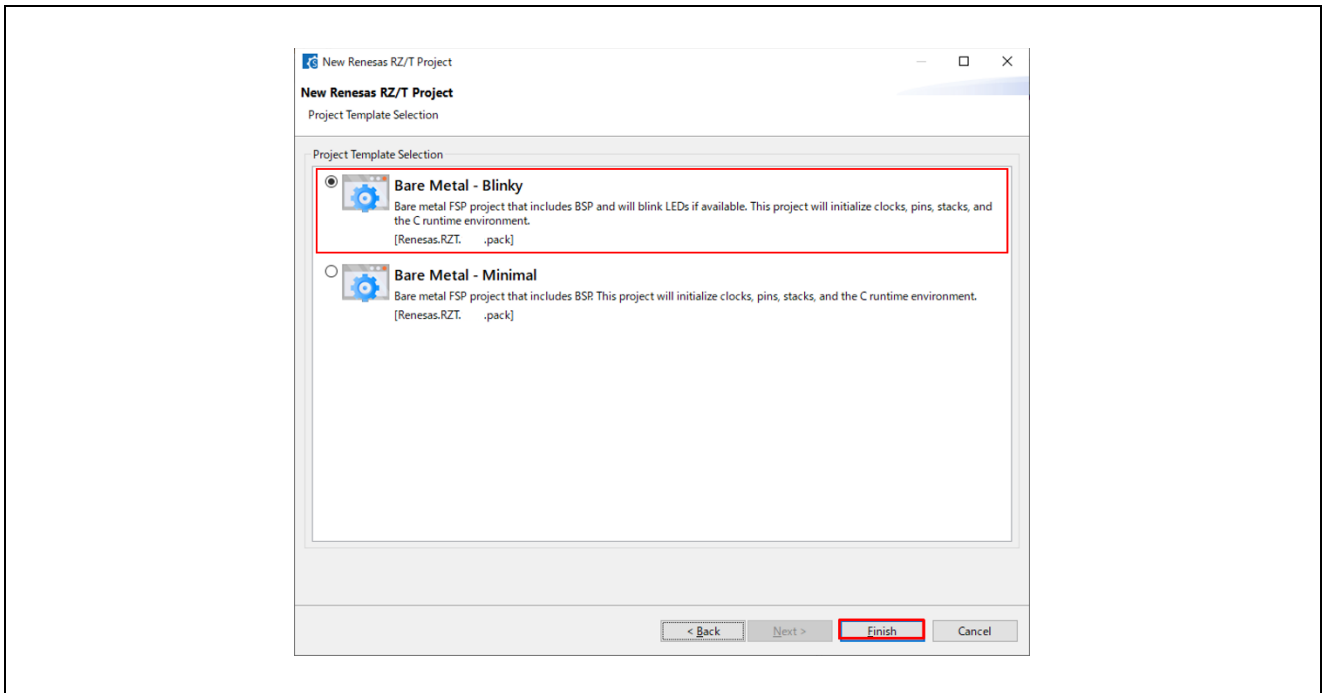 New Renesas RZ/T Project
New Renesas RZ/T Project
Project Template Selection
Project Template Selection
Bare Metal - Blinky
Bare metal FSP project that includes BSP and will blink LEDs if available. This project will initialize clocks, pins, stacks, and
the C runtime environment.
[Renesas.RZT. .pack]
Bare Metal - Minimal
Bare metal FSP project that includes BSP. This project will initialize clocks, pins, stacks, and the C runtime environment.
[Renesas.RZT. .pack]
< Back Next > Finish Cancel